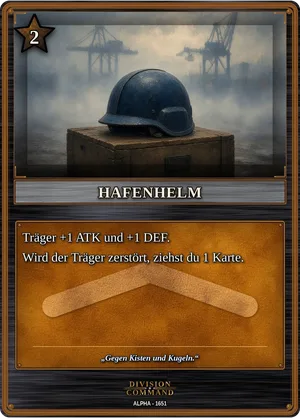 2
HAFENHELM
Träger +1 ATK und +1 DEF.
Wird der Träger zerstört, ziehst du 1 Karte.
„Gegen Kisten und Kugeln.“
DIVISION
COMMAND
ALPHA - 1651